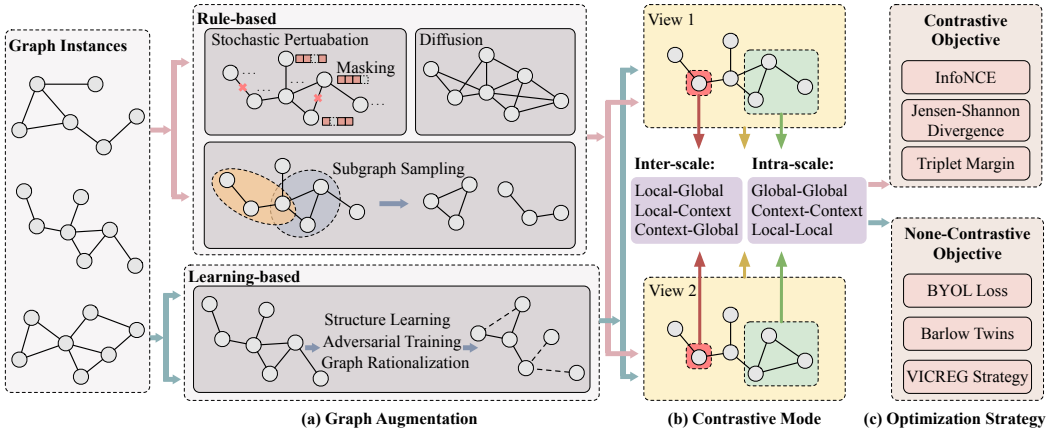 Graph Instances
Rule-based
Stochastic Pertuabation
Masking
...
...
...
...
Diffusion
Subgraph Sampling
Learning-based
Structure Learning
Adversarial Training
Graph Rationalization
(a) Graph Augmentation
View 1
Inter-scale:
Local-Global
Local-Context
Context-Global
Intra-scale:
Global-Global
Context-Context
Local-Local
View 2
(b) Contrastive Mode
Contrastive
Objective
InfoNCE
Jensen-Shannon
Divergence
Triplet Margin
None-Contrastive
Objective
BYOL Loss
Barlow Twins
VICREG Strategy
(c) Optimization Strategy